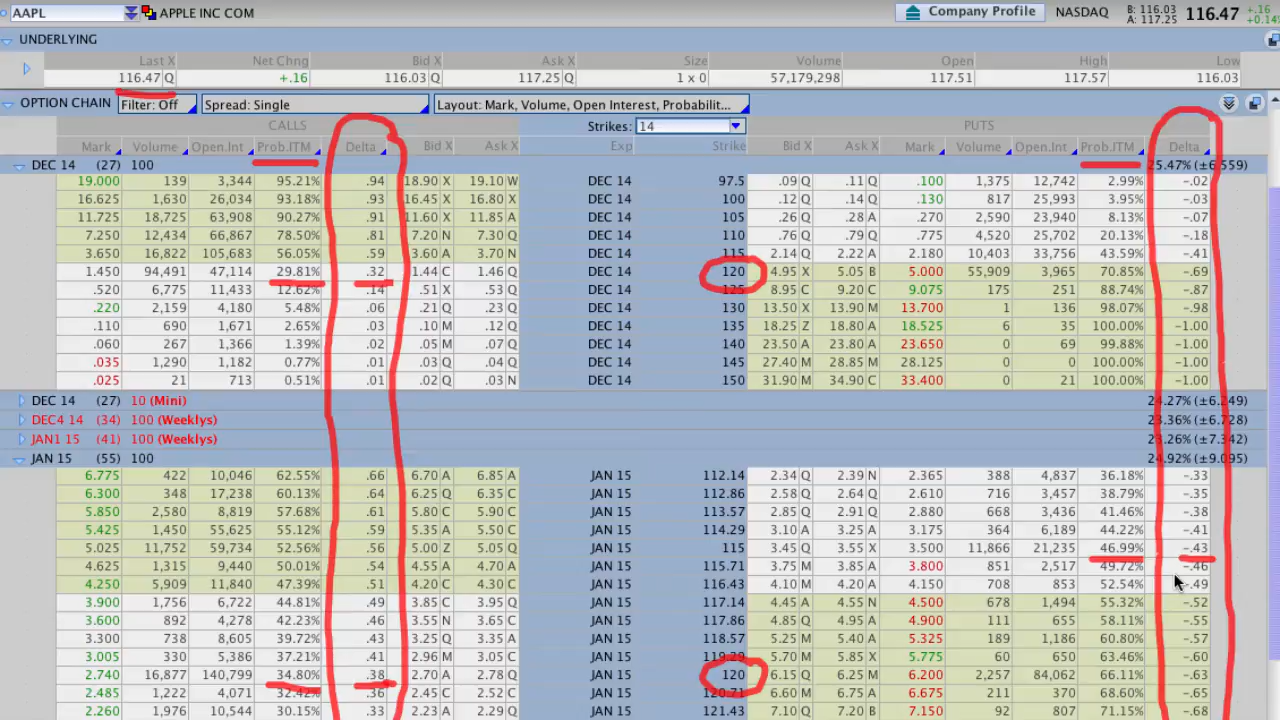 AAPL APPLE INC COM Company Profile NASDAQ B: 116.03 A: 117.25 116.47 +.16 +0.14%
UNDERLYING
Last X Net Chng Bid X Ask X Size Volume Open High Low
116.47 Q +.16 116.03 Q 117.25 Q 1 x 0 57,179,298 117.51 117.57 116.03
OPTION CHAIN Filter: Off Spread: Single Layout: Mark, Volume, Open Interest, Probabilit...
CALLS Strikes: 14 PUTS
Mark Volume Open.Int Prob.ITM Delta Bid X Ask X Exp Strike Bid X Ask X Mark Volume Open.Int Prob.ITM Delta
DEC 14 (27) 100 25.47% (±6.559)
19.000 139 3,344 95.21% .94 18.90 X 19.10 W DEC 14 97.5 .09 Q .11 Q .100 1,375 12,742 2.99% -.02
16.625 1,630 26,034 93.18% .93 16.45 X 16.80 X DEC 14 100 .12 Q .14 Q .130 817 25,993 3.95% -.03
11.725 18,725 63,908 90.27% .91 11.60 X 11.85 A DEC 14 105 .26 Q .28 A .270 2,590 23,940 8.13% -.07
7.250 12,434 66,867 78.50% .81 7.20 N 7.30 Q DEC 14 110 .76 Q .79 Q .775 4,520 25,702 20.13% -.18
3.650 16,822 105,683 56.05% .59 3.60 A 3.70 N DEC 14 115 2.14 Q 2.22 A 2.180 10,403 33,756 43.59% -.41
1.450 94,491 47,114 29.81% .32 1.44 C 1.46 Q DEC 14 120 4.95 X 5.05 B 5.000 55,909 3,965 70.85% -.69
.520 6,775 11,433 12.62% .14 .51 X .53 Q DEC 14 125 8.95 X 9.20 C 9.075 175 251 88.74% -.87
.220 2,159 4,180 5.48% .06 .21 Q .23 Q DEC 14 130 13.50 X 13.90 M 13.700 1 136 98.07% -.98
.110 690 1,671 2.65% .03 .10 M .12 Q DEC 14 135 18.25 Z 18.80 A 18.525 6 35 100.00% -1.00
.060 267 1,366 1.39% .02 .05 M .07 Q DEC 14 140 23.50 A 23.80 A 23.650 0 69 99.88% -1.00
.035 1,290 1,182 0.77% .01 .03 Q .04 Q DEC 14 145 27.40 M 28.85 M 28.125 0 0 100.00% -1.00
.025 21 713 0.51% .01 .02 Q .03 N DEC 14 150 31.90 M 34.90 C 33.400 0 21 100.00% -1.00
DEC 14 (27) 10 (Mini) 24.27% (±6.249)
DEC4 14 (34) 100 (Weeklys) 23.36% (±6.728)
JAN1 15 (41) 100 (Weeklys) 23.26% (±7.342)
JAN 15 (55) 100 24.92% (±9.095)
6.775 422 10,046 62.55% .66 6.70 A 6.85 A JAN 15 112.14 2.34 Q 2.39 N 2.365 388 4,837 36.18% -.33
6.300 348 17,238 60.13% .64 6.25 Q 6.35 C JAN 15 112.86 2.58 Q 2.64 Q 2.610 716 3,457 38.79% -.35
5.850 2,580 8,819 57.68% .61 5.80 C 5.90 C JAN 15 113.57 2.85 Q 2.91 Q 2.880 668 3,436 41.46% -.38
5.425 1,450 55,625 55.12% .59 5.35 A 5.50 C JAN 15 114.29 3.10 A 3.25 A 3.175 364 6,189 44.22% -.41
5.025 11,752 59,734 52.56% .56 5.00 Z 5.05 Q JAN 15 115 3.45 Q 3.55 X 3.500 11,866 21,235 46.99% -.43
4.625 1,315 9,440 50.01% .54 4.55 A 4.70 A JAN 15 115.71 3.75 M 3.85 A 3.800 851 2,517 49.72% -.46
4.250 5,909 11,840 47.39% .51 4.20 C 4.30 C JAN 15 116.43 4.10 M 4.20 A 4.150 708 853 52.54% -.49
3.900 1,756 6,722 44.81% .49 3.85 C 3.95 Q JAN 15 117.14 4.45 A 4.55 N 4.500 678 1,494 55.32% -.52
3.600 892 4,278 42.23% .46 3.55 N 3.65 C JAN 15 117.86 4.85 A 4.95 Q 4.900 110 655 58.11% -.55
3.300 738 8,605 39.72% .43 3.25 Q 3.35 A JAN 15 118.57 5.25 M 5.40 A 5.325 189 1,186 60.80% -.57
3.005 330 5,386 37.21% .41 2.96 M 3.05 C JAN 15 119.29 5.70 M 5.85 X 5.775 60 650 63.46% -.60
2.740 16,877 140,799 34.80% .38 2.70 A 2.78 Q JAN 15 120 6.15 Q 6.25 M 6.200 2,257 84,062 66.11% -.63
2.485 1,222 4,071 32.42% .36 2.45 C 2.52 C JAN 15 120.71 6.60 M 6.75 A 6.675 211 370 68.60% -.65
2.260 1,976 10,544 30.15% .33 2.23 A 2.29 Q JAN 15 121.43 7.10 Q 7.20 B 7.150 92 807 71.15% -.68